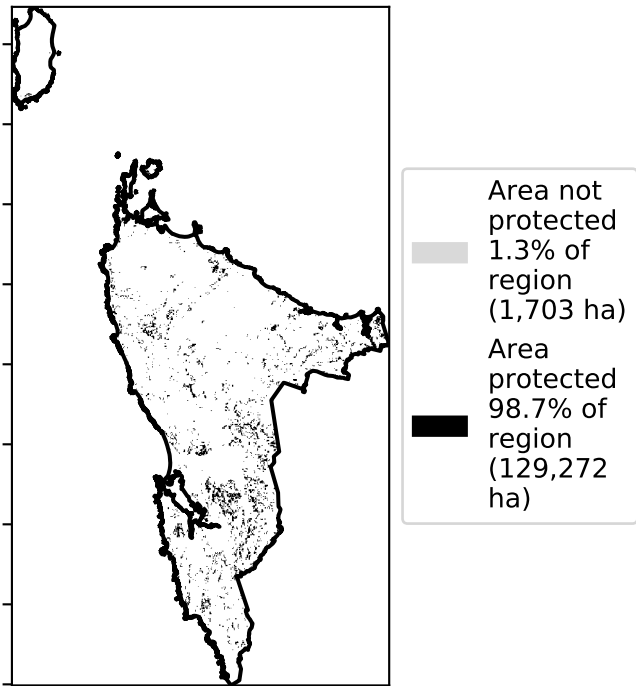 Area not
protected
1.3% of
region
(1,703 ha)
Area
protected
98.7% of
region
(129,272
ha)